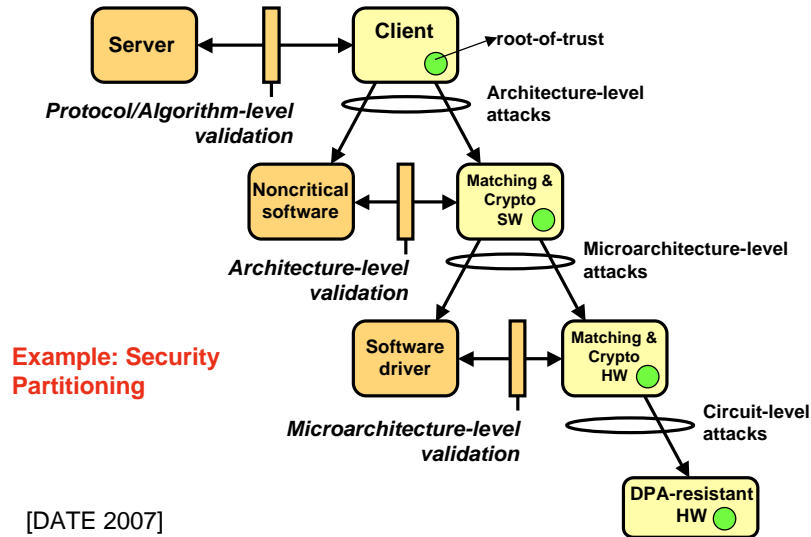 Server
Client
root-of-trust
Protocol/Algorithm-level
validation
Architecture-level
attacks
Noncritical
software
Matching &
Crypto
SW
Architecture-level
validation
Microarchitecture-level
attacks
Example: Security
Partitioning
Software
driver
Matching &
Crypto
HW
Microarchitecture-level
validation
Circuit-level
attacks
DPA-resistant
HW
[DATE 2007]